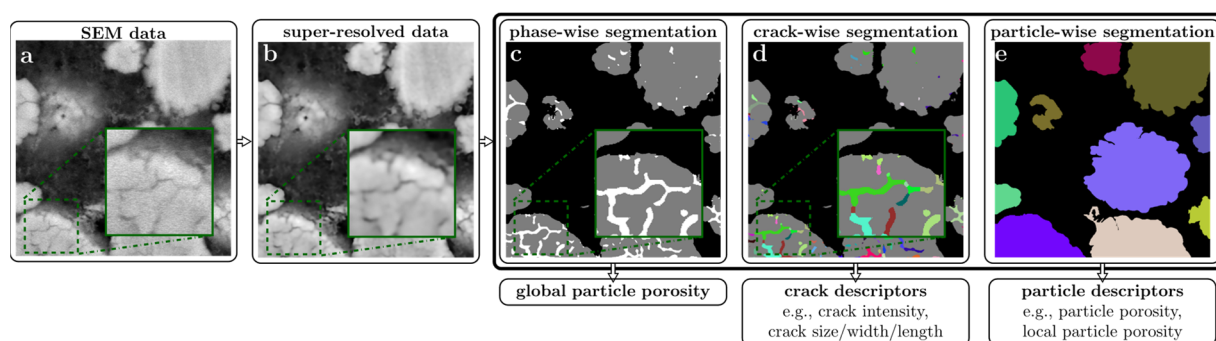 SEM data
super-resolved data
phase-wise segmentation
crack-wise segmentation
particle-wise segmentation
a
b
c
d
e
global particle porosity
crack descriptors
e.g., crack intensity,
crack size/width/length
particle descriptors
e.g., particle porosity,
local particle porosity